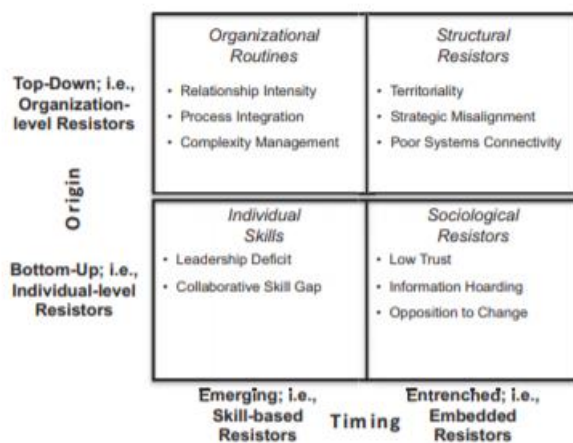 Organizational
Routines
• Relationship Intensity
• Process Integration
• Complexity Management
Structural
Resistors
• Territoriality
• Strategic Misalignment
• Poor Systems Connectivity
Top-Down; i.e.,
Organization-
level Resistors
Origin
Bottom-Up; i.e.,
Individual-level
Resistors
Individual
Skills
• Leadership Deficit
• Collaborative Skill Gap
Sociological
Resistors
• Low Trust
• Information Hoarding
• Opposition to Change
Emerging; i.e.,
Skill-based
Resistors
Timing
Entrenched; i.e.,
Embedded
Resistors